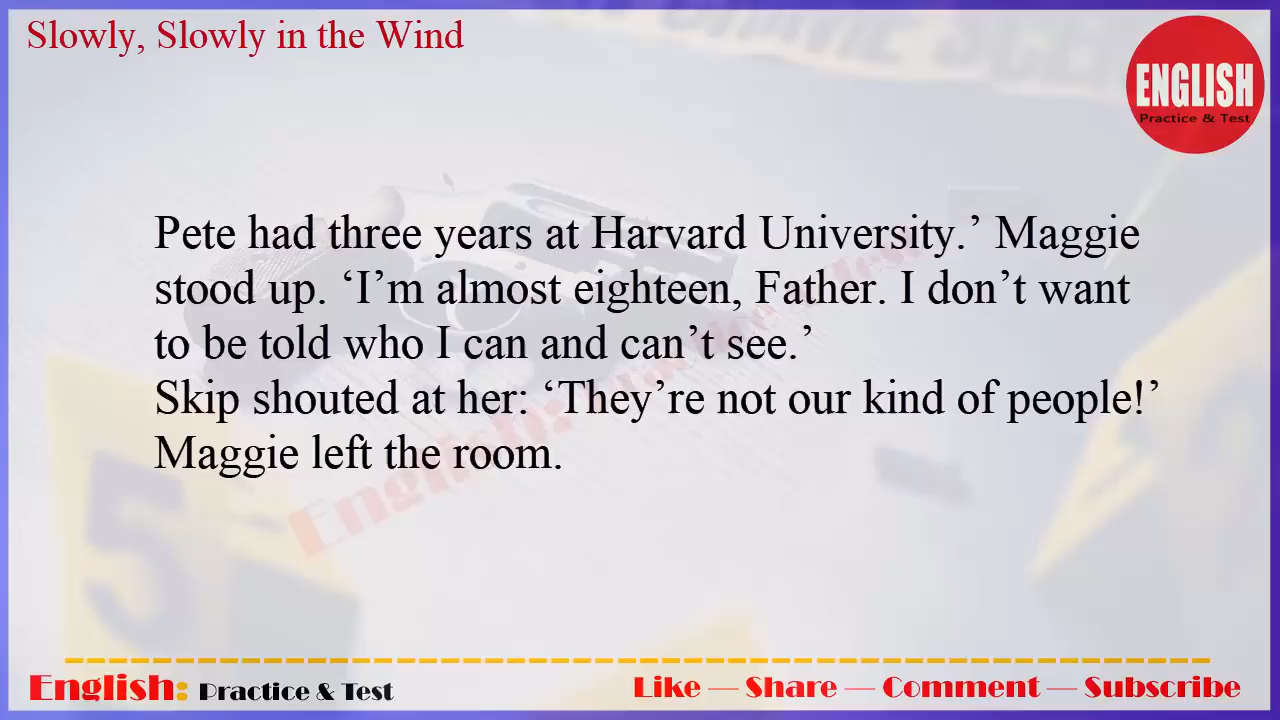 Slowly, Slowly in the Wind
ENGLISH
Practice & Test
Pete had three years at Harvard University.’ Maggie
stood up. ‘I’m almost eighteen, Father. I don’t want
to be told who I can and can’t see.’
Skip shouted at her: ‘They’re not our kind of people!’
Maggie left the room.
5
English: Practice & Test
Like — Share — Comment — Subscribe